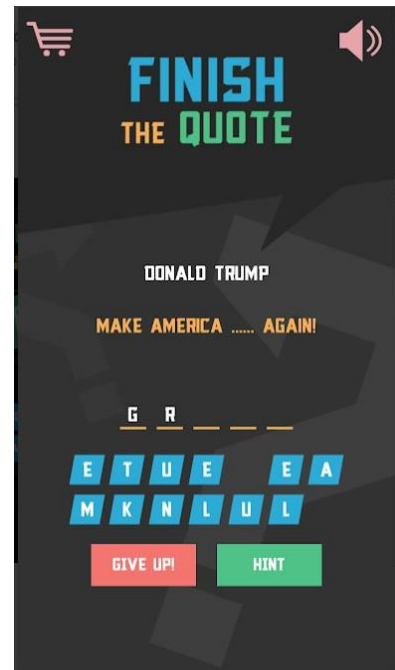 FINISH
THE QUOTE
DONALD TRUMP
MAKE AMERICA ...... AGAIN!
G R _ _ _
E T U E E A
M K N L U L
GIVE UP! HINT